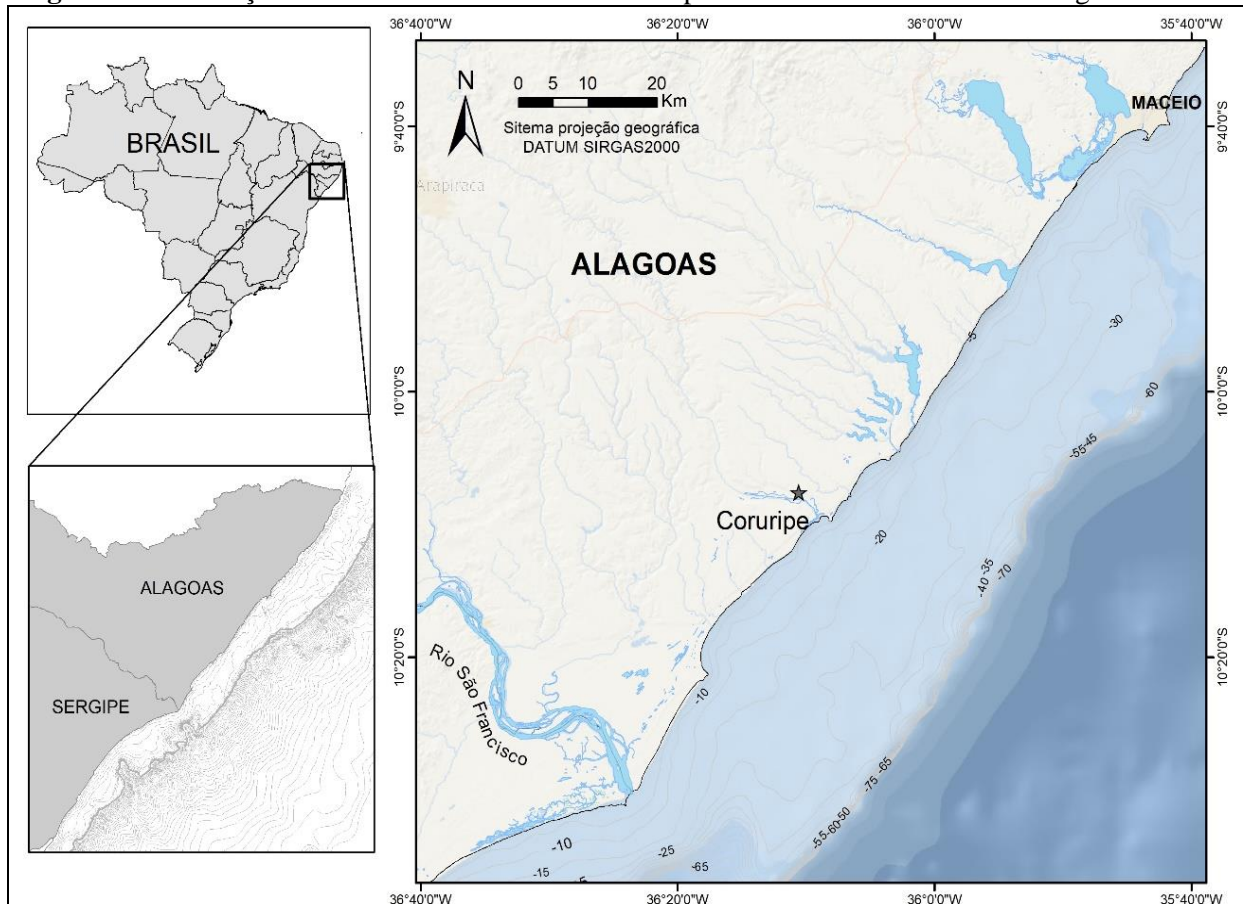 BRASIL
ALAGOAS
SERGIPE
36°40'0"W
36°20'0"W
36°0'0"W
35°40'0"W
N
0 5 10 20
Km
Sitema projeção geográfica
DATUM SIRGAS2000
MACEIO
Arapiraca
ALAGOAS
Coruripe
Rio São Francisco
9°40'0"S
10°0'0"S
10°20'0"S
9°40'0"S
10°0'0"S
10°20'0"S
-5
-30
-60
-55-45
-20
-35
-40
-70
-10
-65
-75
-55-60-50
-10
-25
-15
-65
36°40'0"W
36°20'0"W
36°0'0"W
35°40'0"W